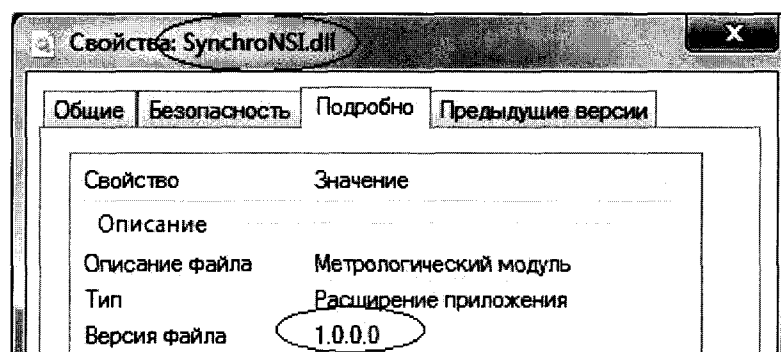 Свойства: SynchroNSI.dll
Общие Безопасность Подробно Предыдущие версии
Свойство Значение
Описание
Описание файла Метрологический модуль
Тип Расширение приложения
Версия файла 1.0.0.0